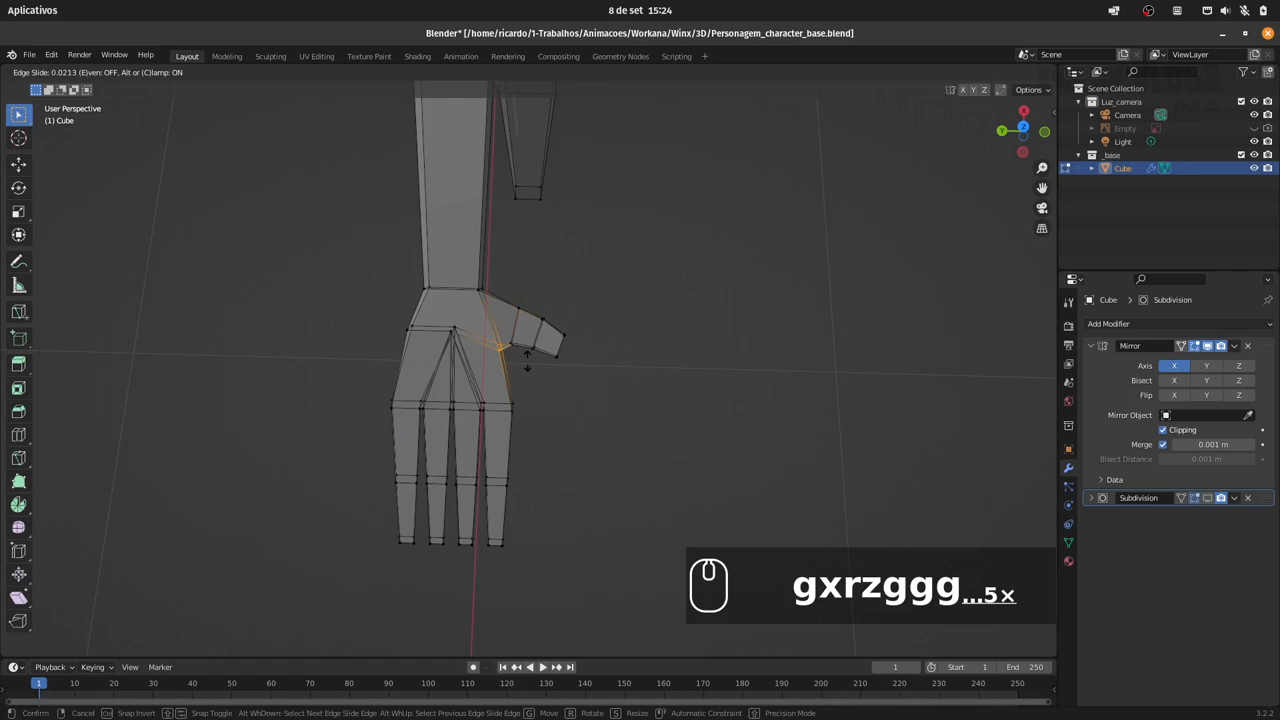 Aplicativos
8 de set  15:24
Blender* [/home/ricardo/1-Trabalhos/Animacoes/Workana/Winx/3D/Personagem_character_base.blend]
File Edit Render Window Help Layout Modeling Sculpting UV Editing Texture Paint Shading Animation Rendering Compositing Geometry Nodes Scripting +
Scene
ViewLayer
Edge Slide: 0.0213 (E)ven: OFF, Alt or (C)lamp: ON
X Y Z
Options
User Perspective
(1) Cube
Z
Y
Scene Collection
Luz_camera
Camera
Empty
Light
_base
Cube
Cube > Subdivision
Add Modifier
Mirror
Axis X Y Z
Bisect X Y Z
Flip X Y Z
Mirror Object
Clipping
Merge 0.001 m
Bisect Distance 0.001 m
Data
Subdivision
gxrzggg...5×
Playback Keying View Marker
1
Start 1
End 250
1 10 20 30 40 50 60 70 80 90 100 110 120 130 140 150 160 170 180 190 200 210 220 230 240 250
Confirm Cancel Ctrl Snap Invert Snap Toggle Alt WhDown: Select Next Edge Slide Edge Alt WhUp: Select Previous Edge Slide Edge G Move R Rotate S Resize Automatic Constraint Precision Mode
3.2.2